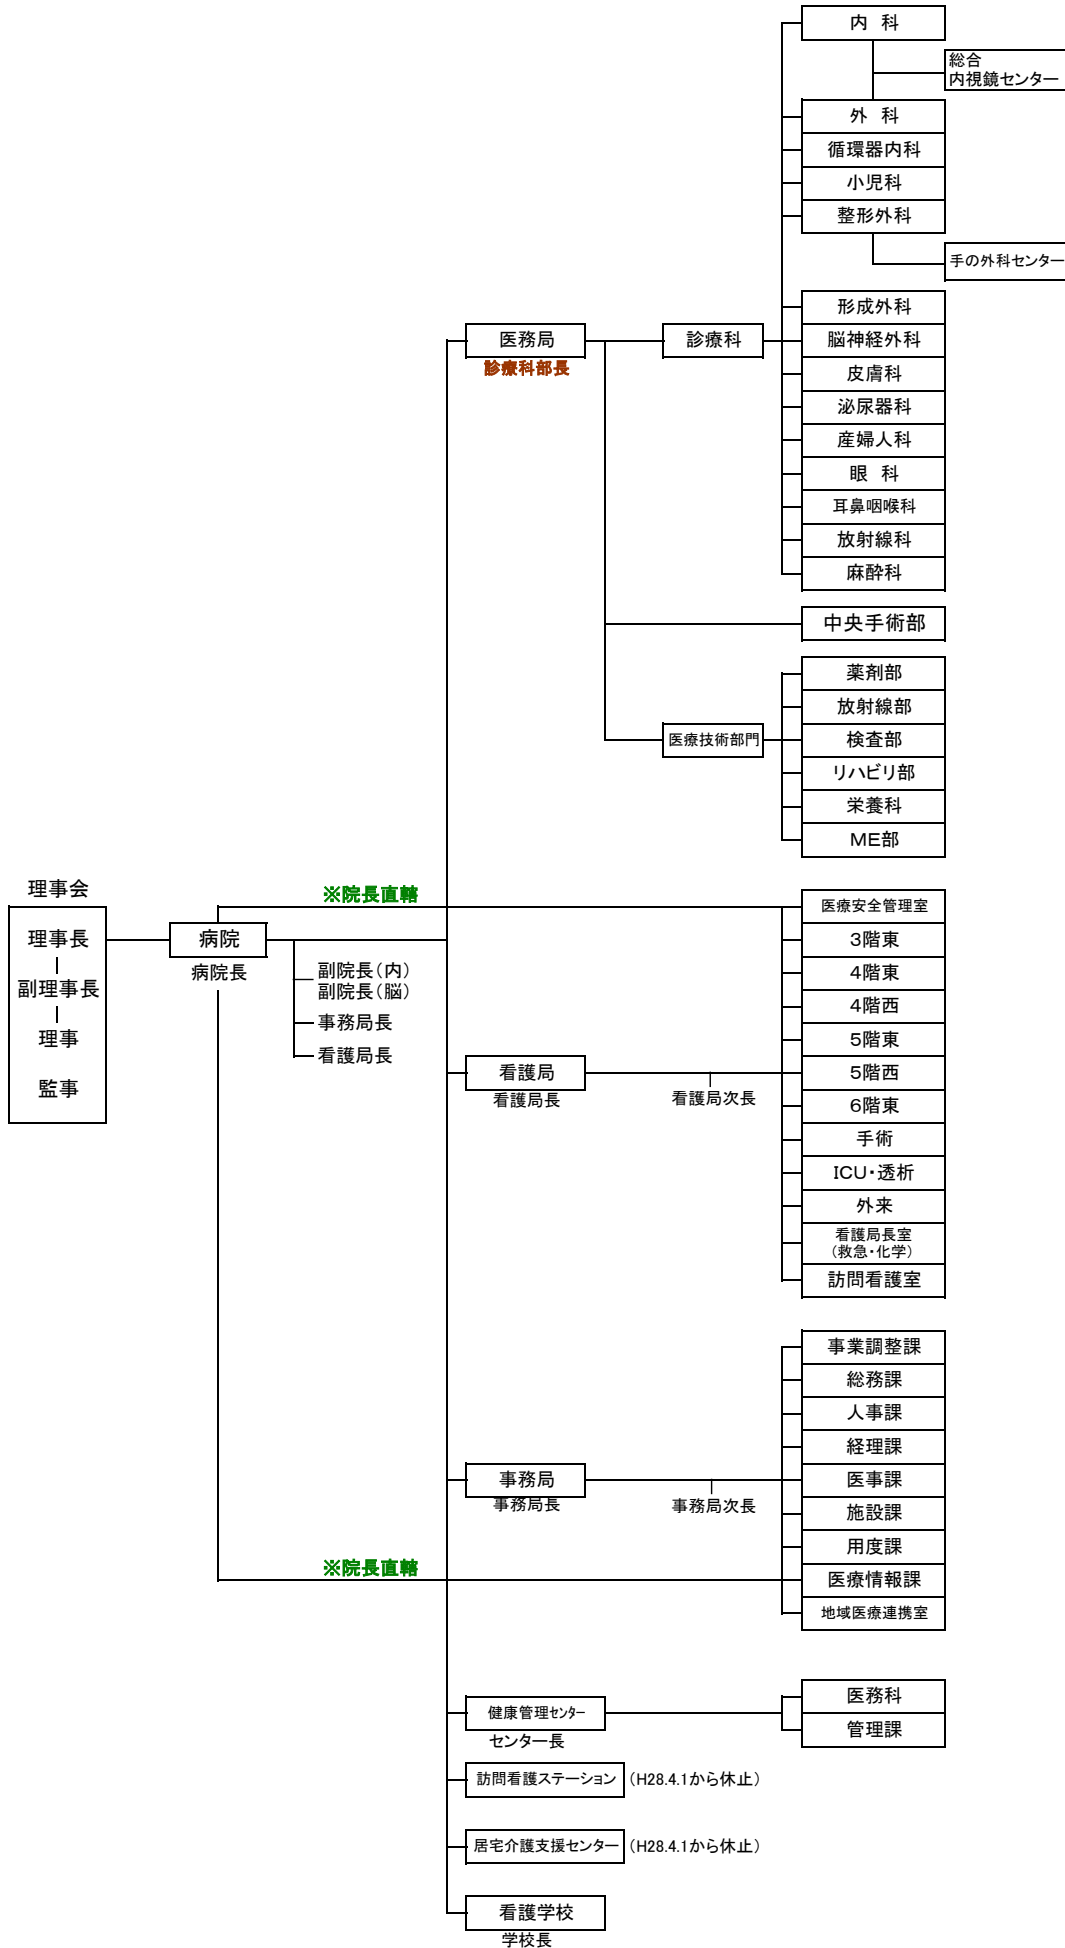 内 科
総合
内視鏡センター
外 科
循環器内科
小児科
整形外科
手の外科センター
形成外科
医務局
診療科
脳神経外科
診療科部長
皮膚科
泌尿器科
産婦人科
眼 科
耳鼻咽喉科
放射線科
麻酔科
中央手術部
薬剤部
放射線部
医療技術部門
検査部
リハビリ部
栄養科
ME部
理事会
※院長直轄
医療安全管理室
理事長
病院
3階東
病院長
副院長(内)
4階東
副理事長
副院長(脳)
4階西
事務局長
理事
5階東
看護局長
看護局
5階西
監事
看護局長
看護局次長
6階東
手術
ICU・透析
外来
看護局長室
(救急・化学)
訪問看護室
事業調整課
総務課
人事課
経理課
事務局
医事課
事務局長
事務局次長
施設課
用度課
※院長直轄
医療情報課
地域医療連携室
医務科
健康管理センター
管理課
センター長
訪問看護ステーション (H28.4.1から休止)
居宅介護支援センター (H28.4.1から休止)
看護学校
学校長